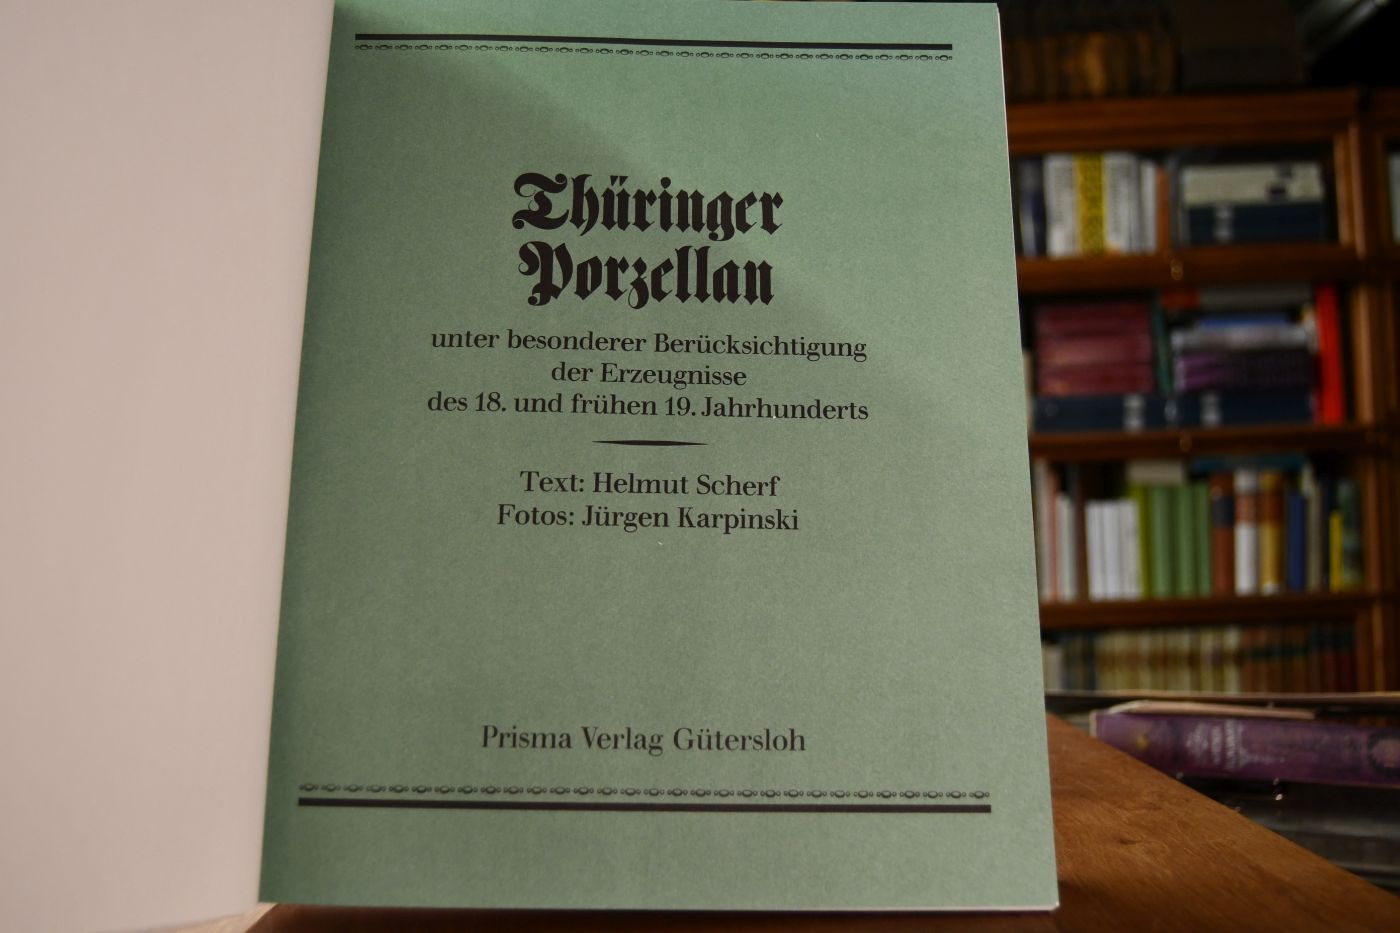 Thüringer
Porzellan
unter besonderer Berücksichtigung
der Erzeugnisse
des 18. und frühen 19. Jahrhunderts
Text: Helmut Scherf
Fotos: Jürgen Karpinski
Prisma Verlag Gütersloh